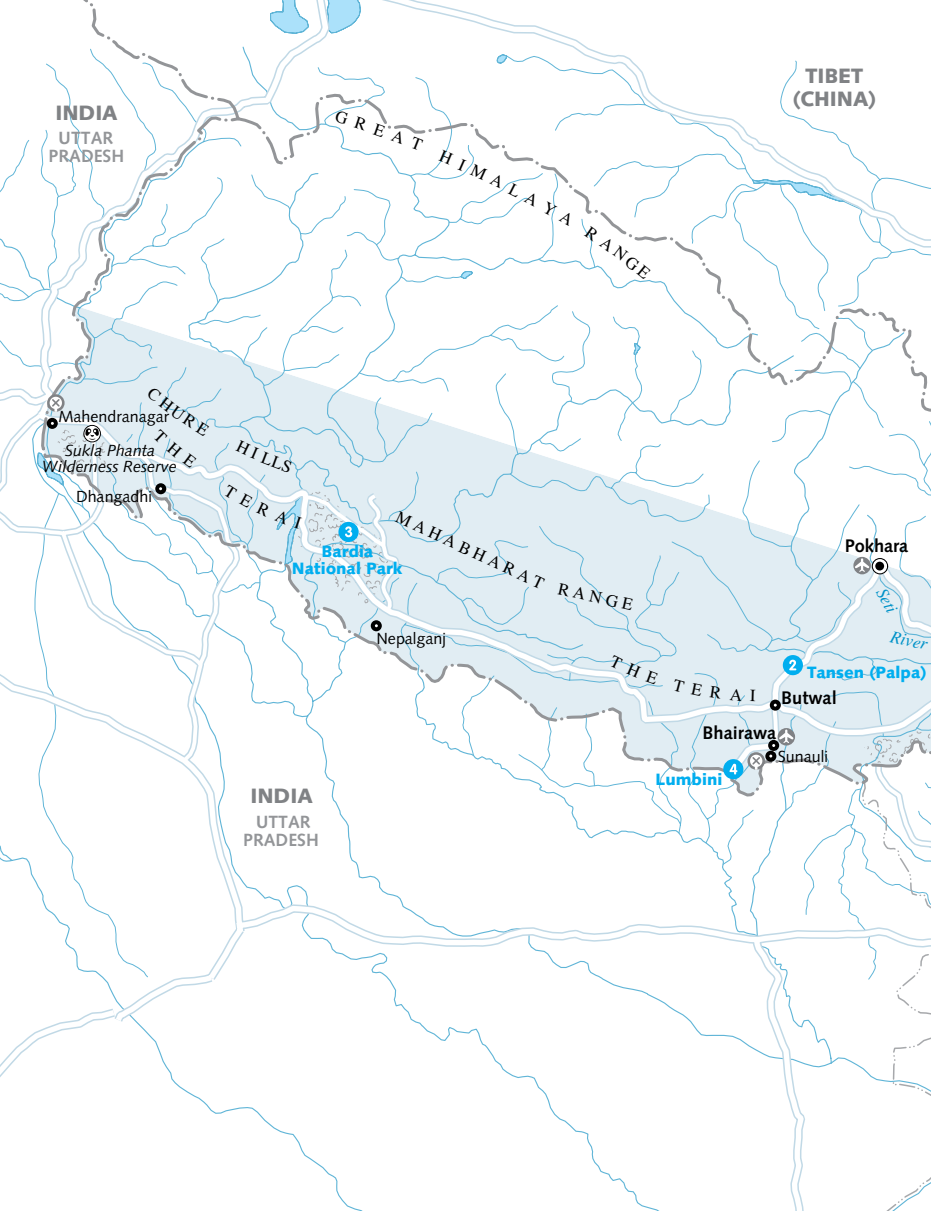 TIBET
(CHINA)
INDIA
UTTAR
PRADESH
GREAT HIMALAYA RANGE
CHURE HILLS
Mahendranagar
THE TERAI
Sukla Phanta
Wilderness Reserve
Dhangadhi
3
Bardia
National Park
MAHABHARAT RANGE
Pokhara
Seti
River
Nepalganj
THE TERAI
2
Tansen (Palpa)
Butwal
Bhairawa
Sunauli
4
Lumbini
INDIA
UTTAR
PRADESH